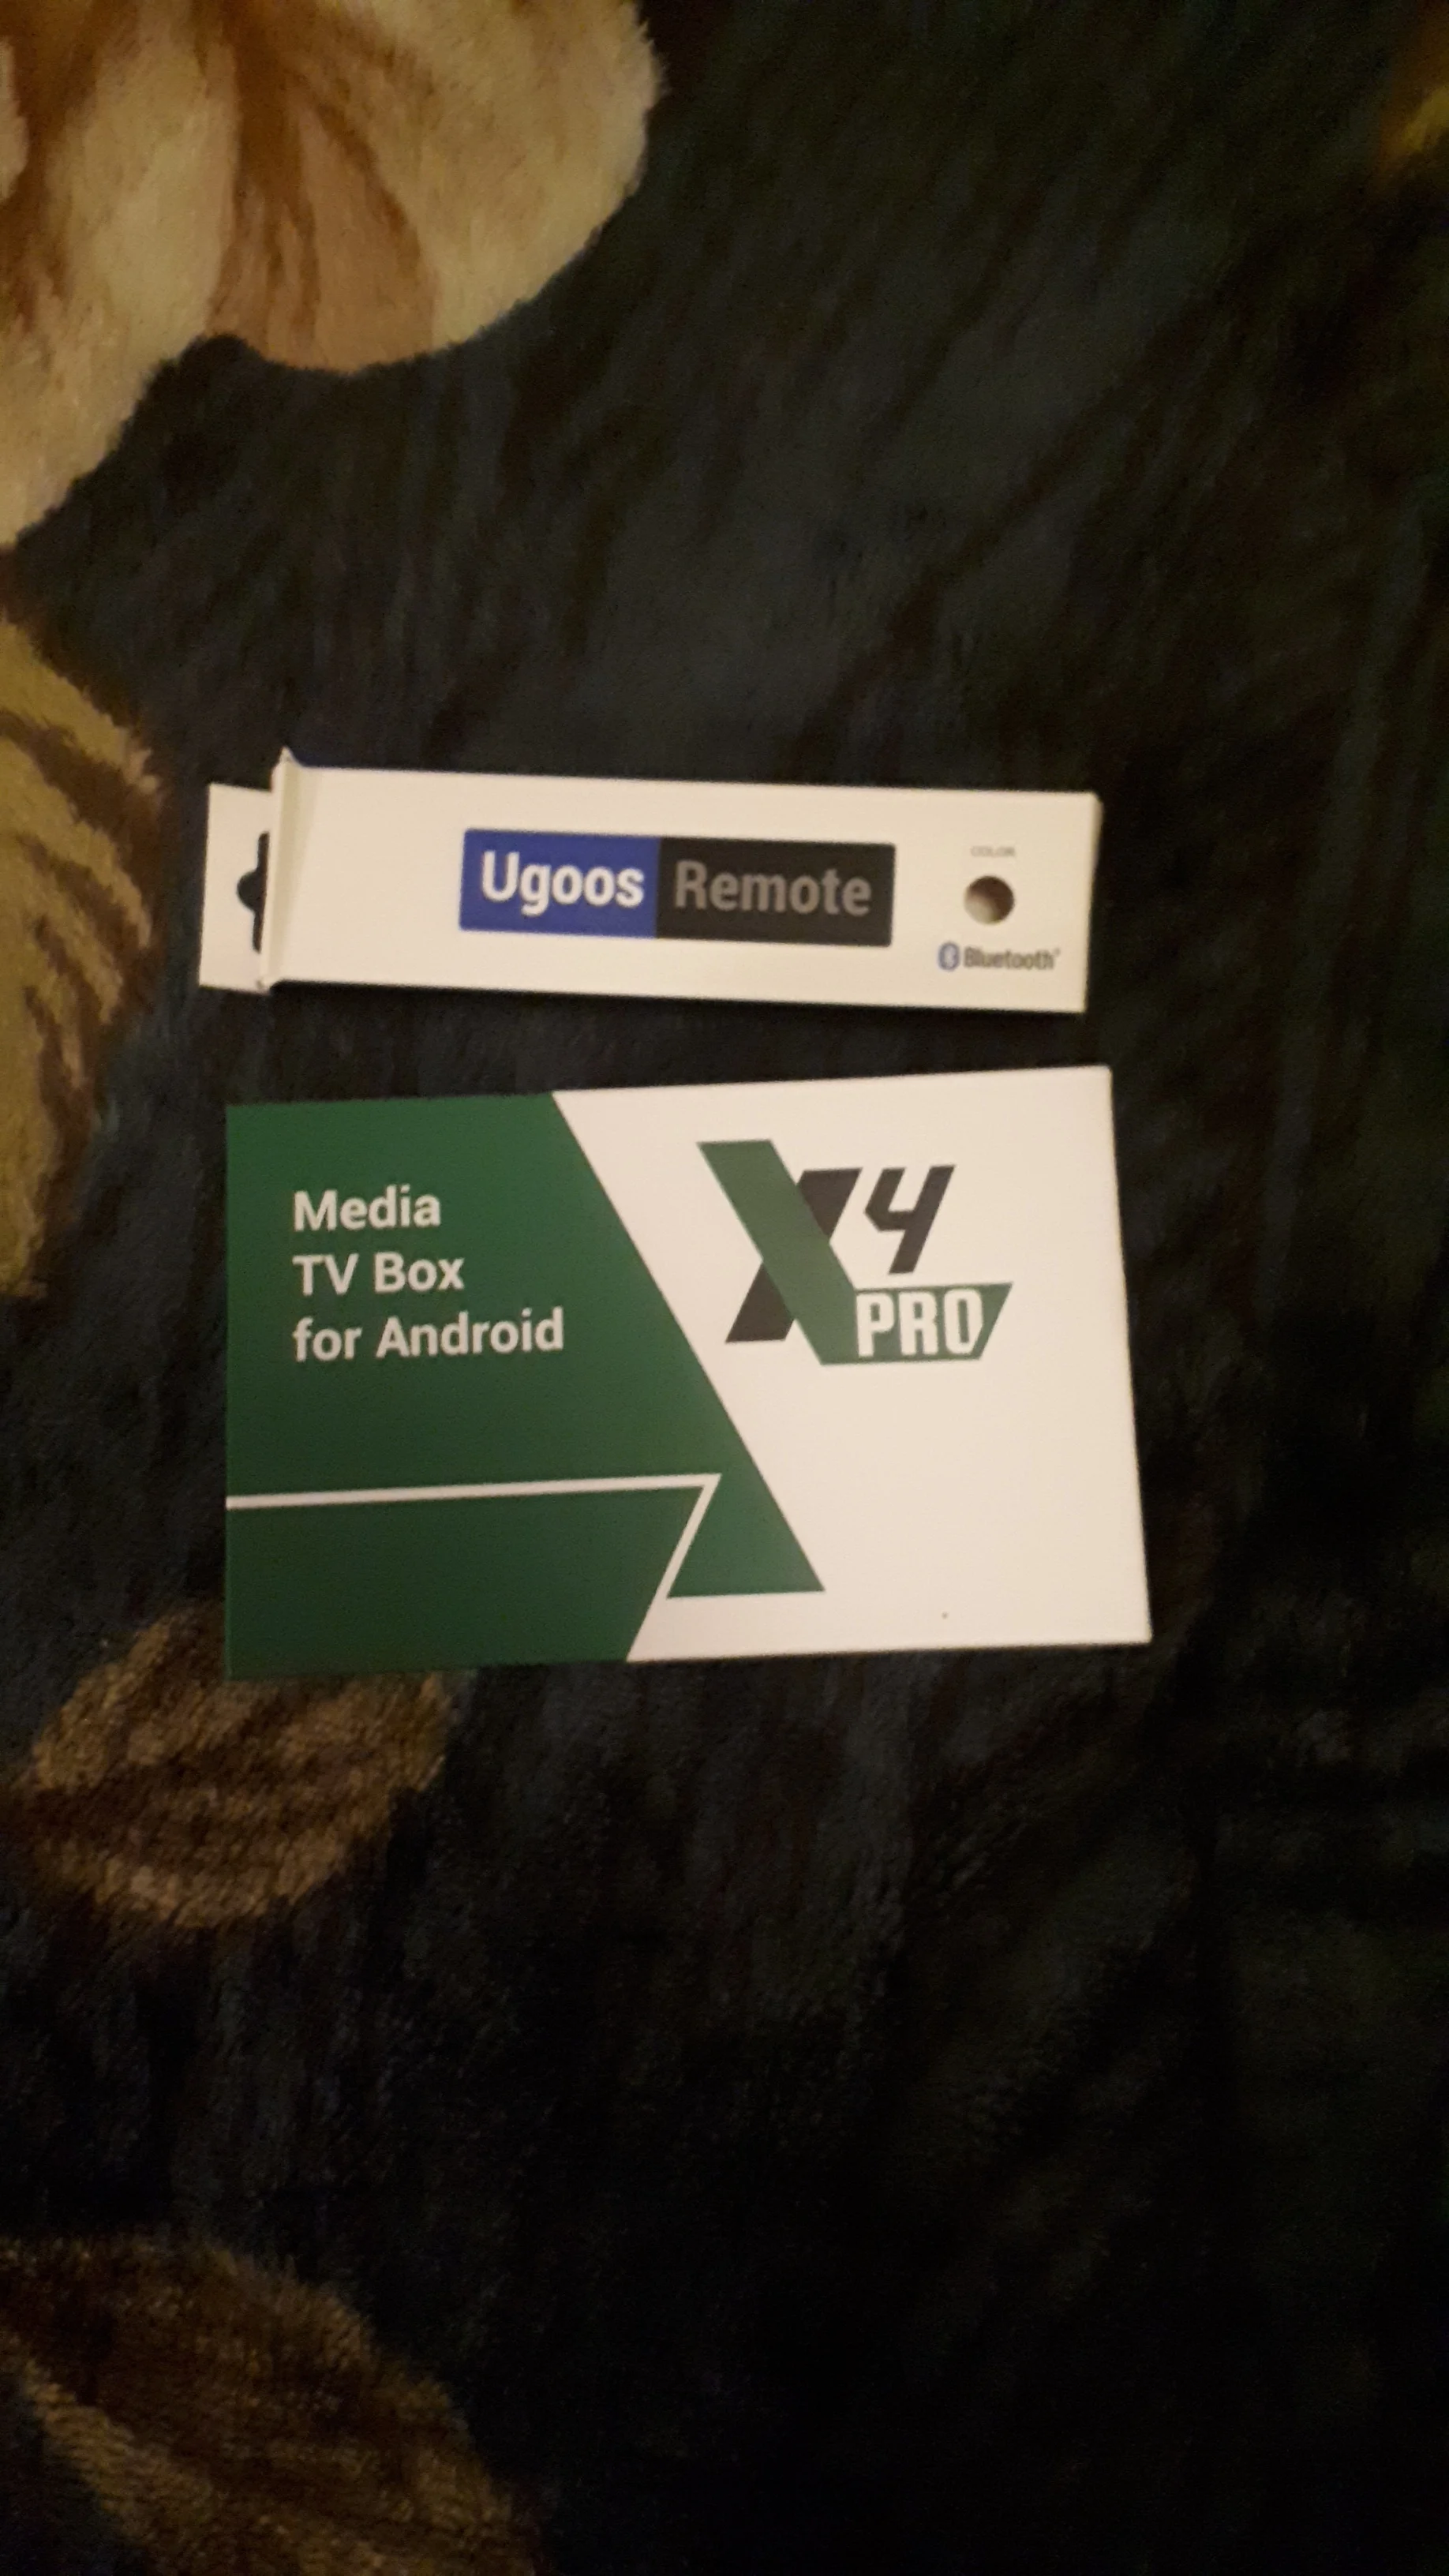 Ugoos Remote
COLOR
Bluetooth®
Media
TV Box
for Android
X4
PRO